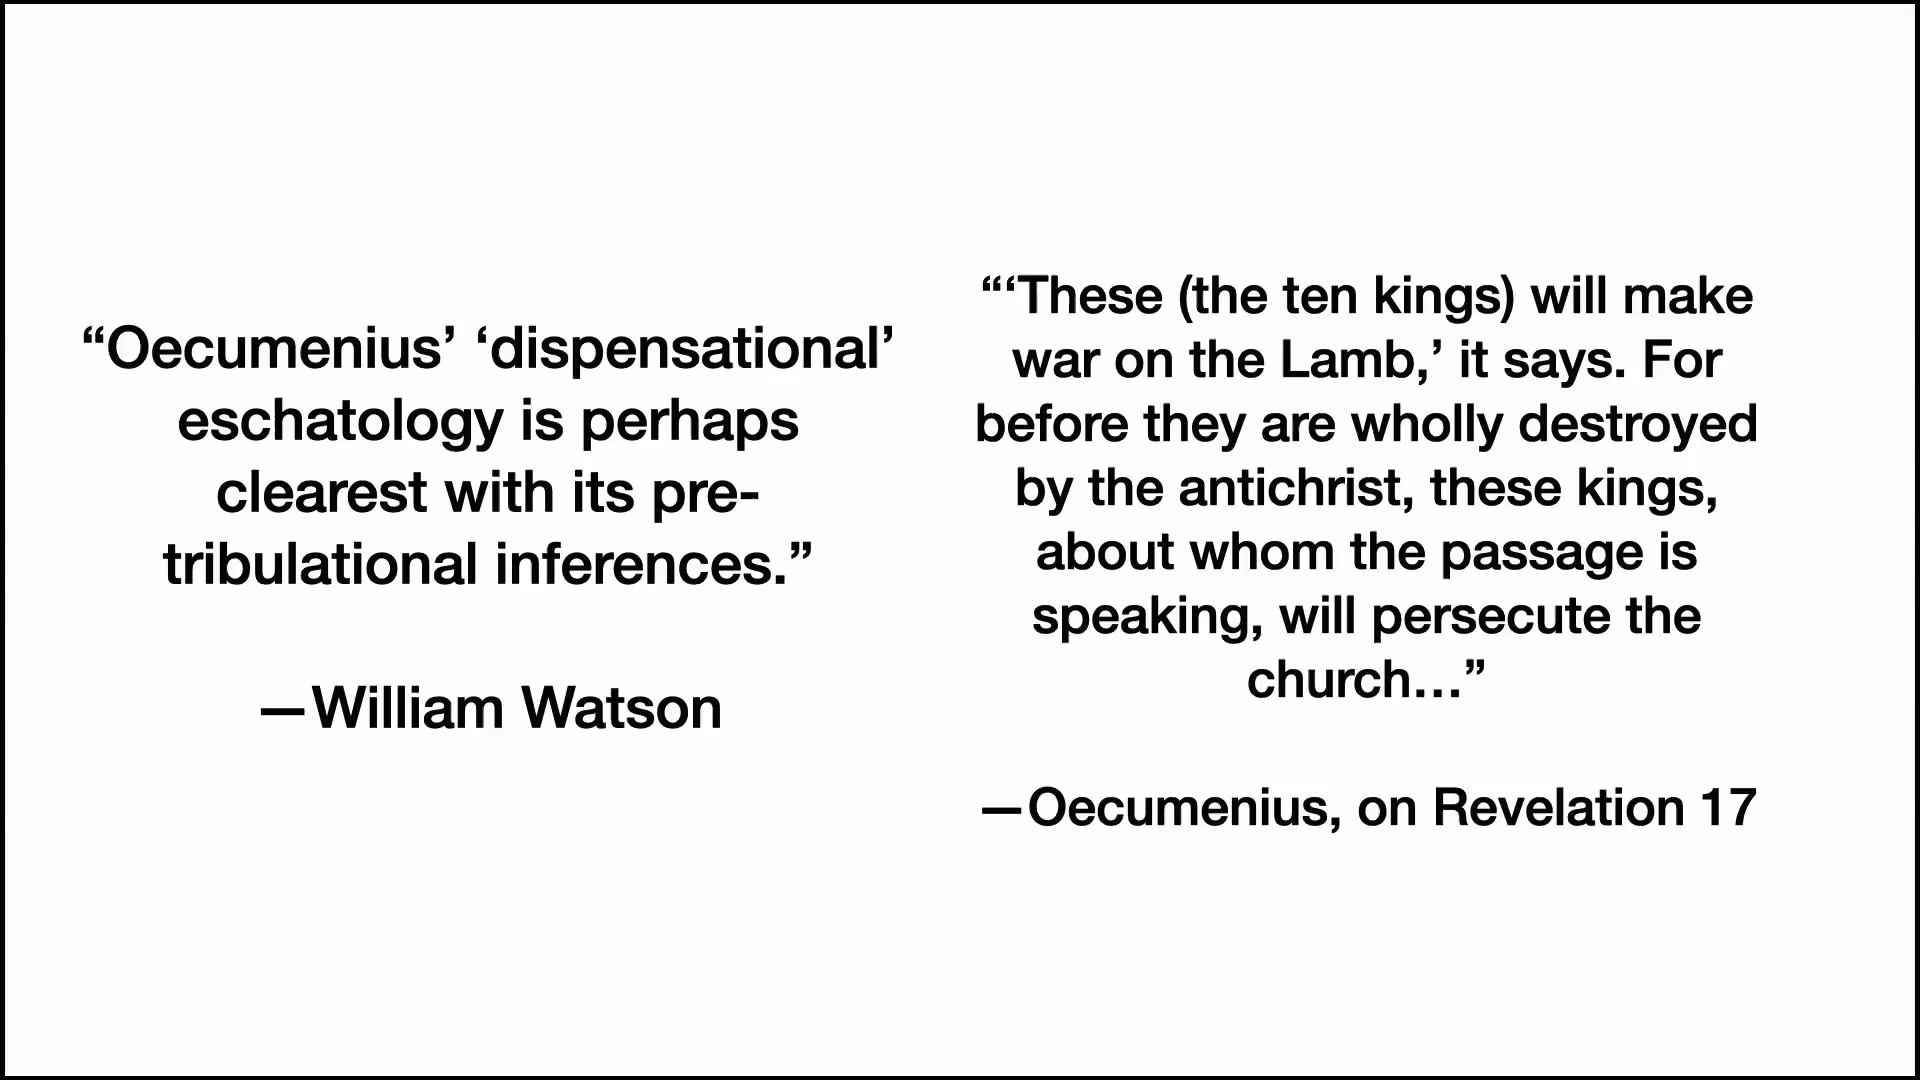 “Oecumenius’ ‘dispensational’
eschatology is perhaps
clearest with its pre-
tribulational inferences.”
—William Watson
“‘These (the ten kings) will make
war on the Lamb,’ it says. For
before they are wholly destroyed
by the antichrist, these kings,
about whom the passage is
speaking, will persecute the
church…”
—Oecumenius, on Revelation 17